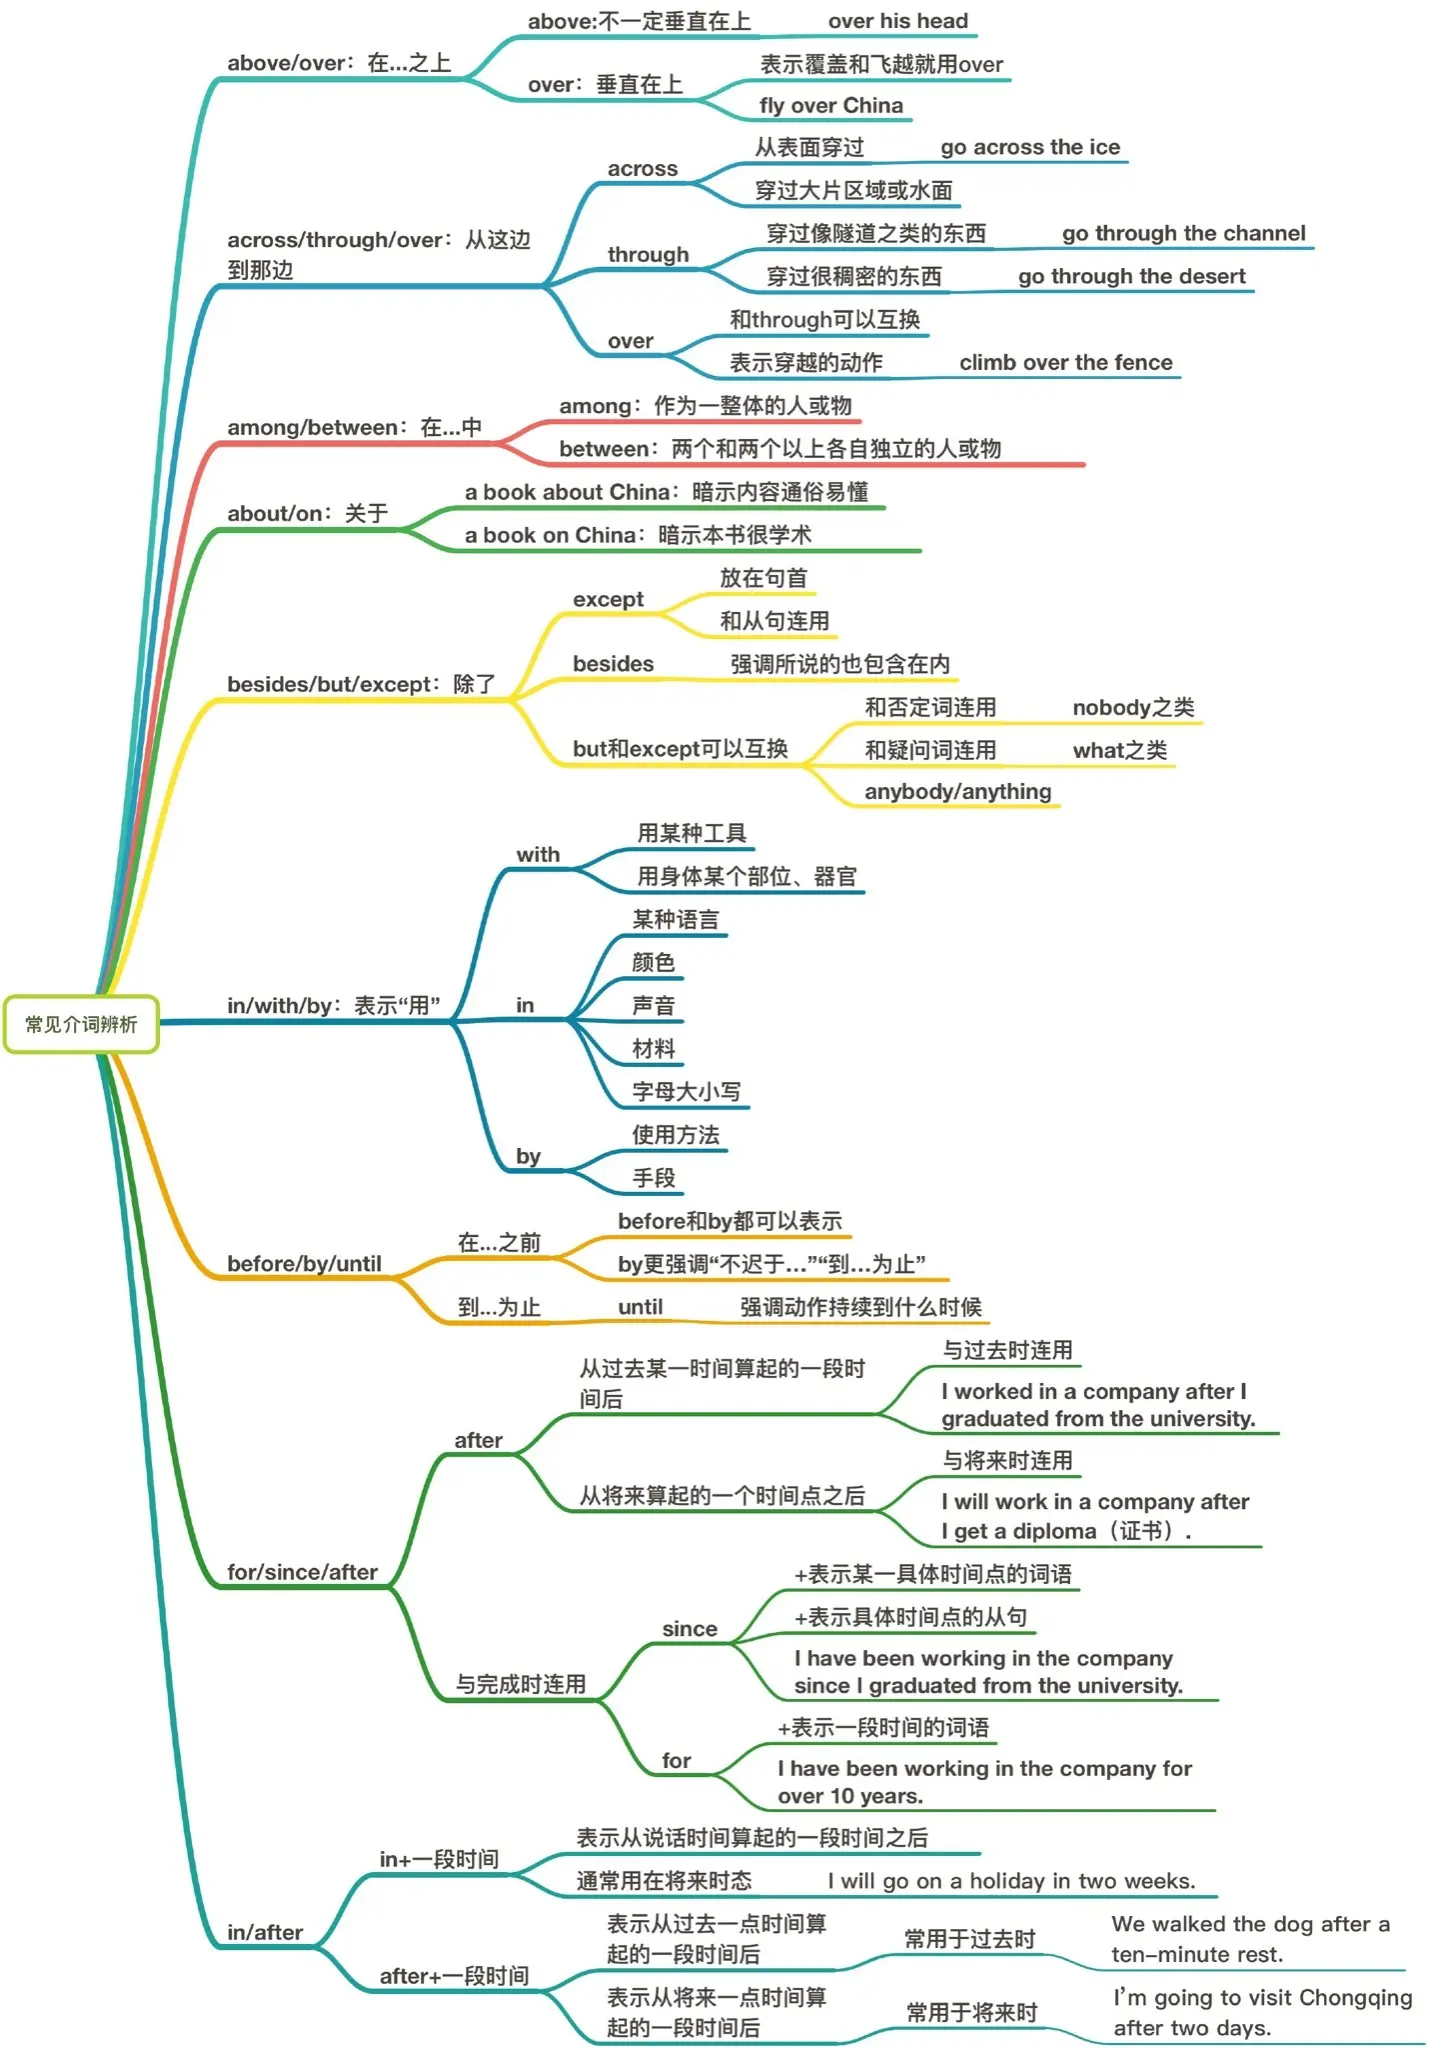 above:不一定垂直在上
over his head
above/over：在...之上
表示覆盖和飞越就用over
over：垂直在上
fly over China
从表面穿过
go across the ice
across
穿过大片区域或水面
across/through/over：从这边
到那边
穿过像隧道之类的东西
go through the channel
through
穿过很稠密的东西
go through the desert
和through可以互换
over
表示穿越的动作
climb over the fence
among：作为一整体的人或物
among/between：在...中
between：两个和两个以上各自独立的人或物
a book about China：暗示内容通俗易懂
about/on：关于
a book on China：暗示本书很学术
放在句首
except
和从句连用
besides
强调所说的也包含在内
besides/but/except：除了
和否定词连用
nobody之类
but和except可以互换
和疑问词连用
what之类
anybody/anything
用某种工具
with
用身体某个部位、器官
某种语言
颜色
in/with/by：表示“用”
in
声音
常见介词辨析
材料
字母大小写
使用方法
by
手段
before和by都可以表示
在...之前
by更强调“不迟于...”“到...为止”
before/by/until
到...为止
until
强调动作持续到什么时候
与过去时连用
从过去某一时间算起的一段时
间后
I worked in a company after I
graduated from the university.
after
与将来时连用
从将来算起的一个时间点之后
I will work in a company after
I get a diploma（证书）.
for/since/after
+表示某一具体时间点的词语
since
+表示具体时间点的从句
I have been working in the company
since I graduated from the university.
与完成时连用
+表示一段时间的词语
for
I have been working in the company for
over 10 years.
表示从说话时间算起的一段时间之后
in+一段时间
通常用在将来时态
I will go on a holiday in two weeks.
in/after
表示从过去一点时间算
起的一段时间后
常用于过去时
We walked the dog after a
ten-minute rest.
after+一段时间
表示从将来一点时间算
起的一段时间后
常用于将来时
I'm going to visit Chongqing
after two days.